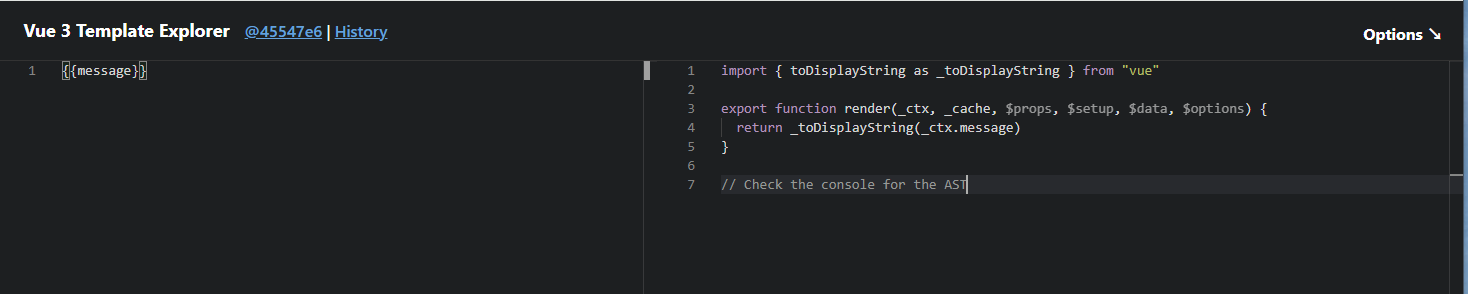 Vue 3 Template Explorer @45547e6 | History
Options ↘
1 {{message}}
1 import { toDisplayString as _toDisplayString } from "vue"
2
3 export function render(_ctx, _cache, $props, $setup, $data, $options) {
4 return _toDisplayString(_ctx.message)
5 }
6
7 // Check the console for the AST